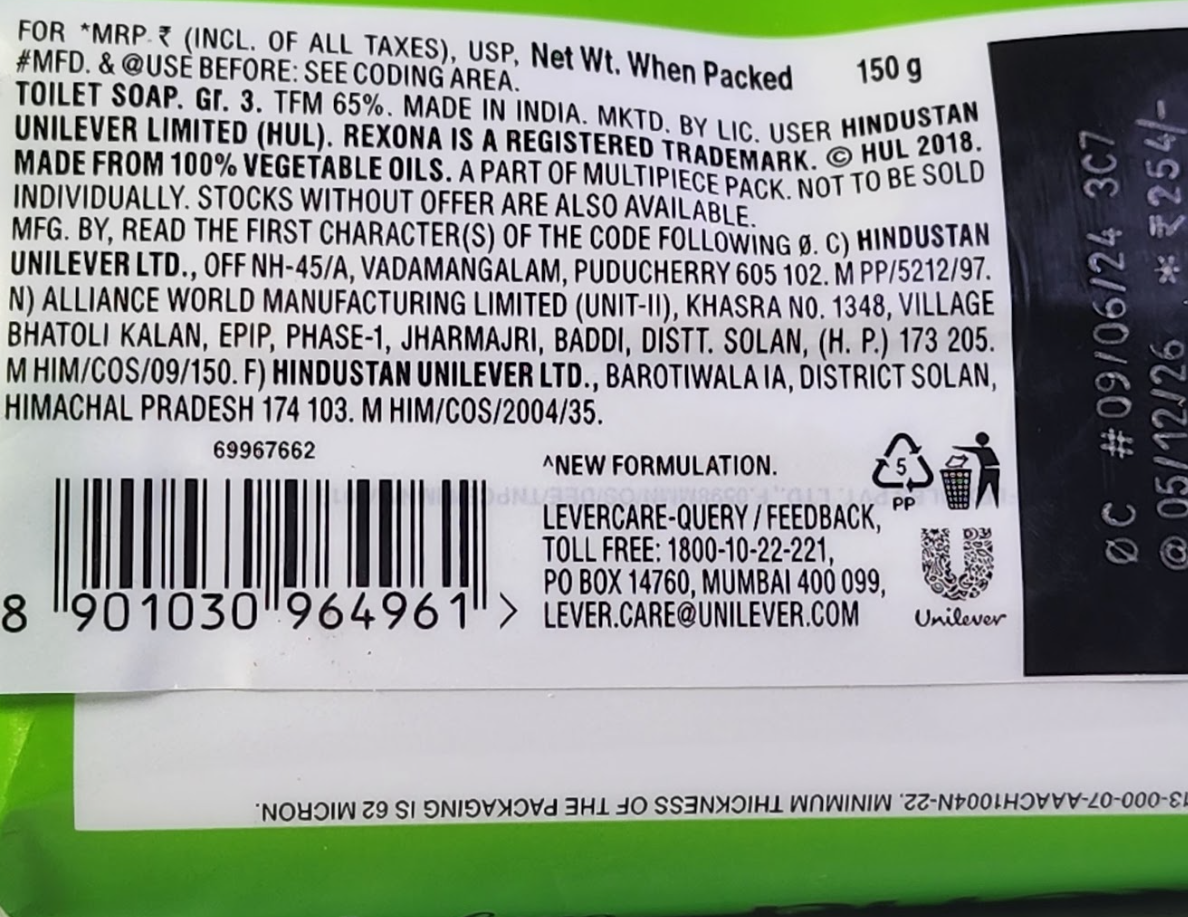 FOR *MRP ₹ (INCL. OF ALL TAXES), USP, Net Wt. When Packed 150 g
#MFD. & @USE BEFORE: SEE CODING AREA.
TOILET SOAP. Gr. 3. TFM 65%. MADE IN INDIA. MKTD. BY LIC. USER HINDUSTAN
UNILEVER LIMITED (HUL). REXONA IS A REGISTERED TRADEMARK. © HUL 2018.
MADE FROM 100% VEGETABLE OILS. A PART OF MULTIPIECE PACK. NOT TO BE SOLD
INDIVIDUALLY. STOCKS WITHOUT OFFER ARE ALSO AVAILABLE.
MFG. BY, READ THE FIRST CHARACTER(S) OF THE CODE FOLLOWING Ø. C) HINDUSTAN
UNILEVER LTD., OFF NH-45/A, VADAMANGALAM, PUDUCHERRY 605 102. M PP/5212/97.
N) ALLIANCE WORLD MANUFACTURING LIMITED (UNIT-II), KHASRA NO. 1348, VILLAGE
BHATOLI KALAN, EPIP, PHASE-1, JHARMAJRI, BADDI, DISTT. SOLAN, (H. P.) 173 205.
M HIM/COS/09/150. F) HINDUSTAN UNILEVER LTD., BAROTIWALA IA, DISTRICT SOLAN,
HIMACHAL PRADESH 174 103. M HIM/COS/2004/35.
69967662
8 901030 964961 >
^NEW FORMULATION.
LEVERCARE-QUERY / FEEDBACK,
TOLL FREE: 1800-10-22-221,
PO BOX 14760, MUMBAI 400 099,
LEVER.CARE@UNILEVER.COM
5
PP
Unilever
Ø C #09/06/24 3C7
@ 05/12/26 * ₹254/-
13-000-07-AAACH1004N-22. MINIMUM THICKNESS OF THE PACKAGING IS 62 MICRON.